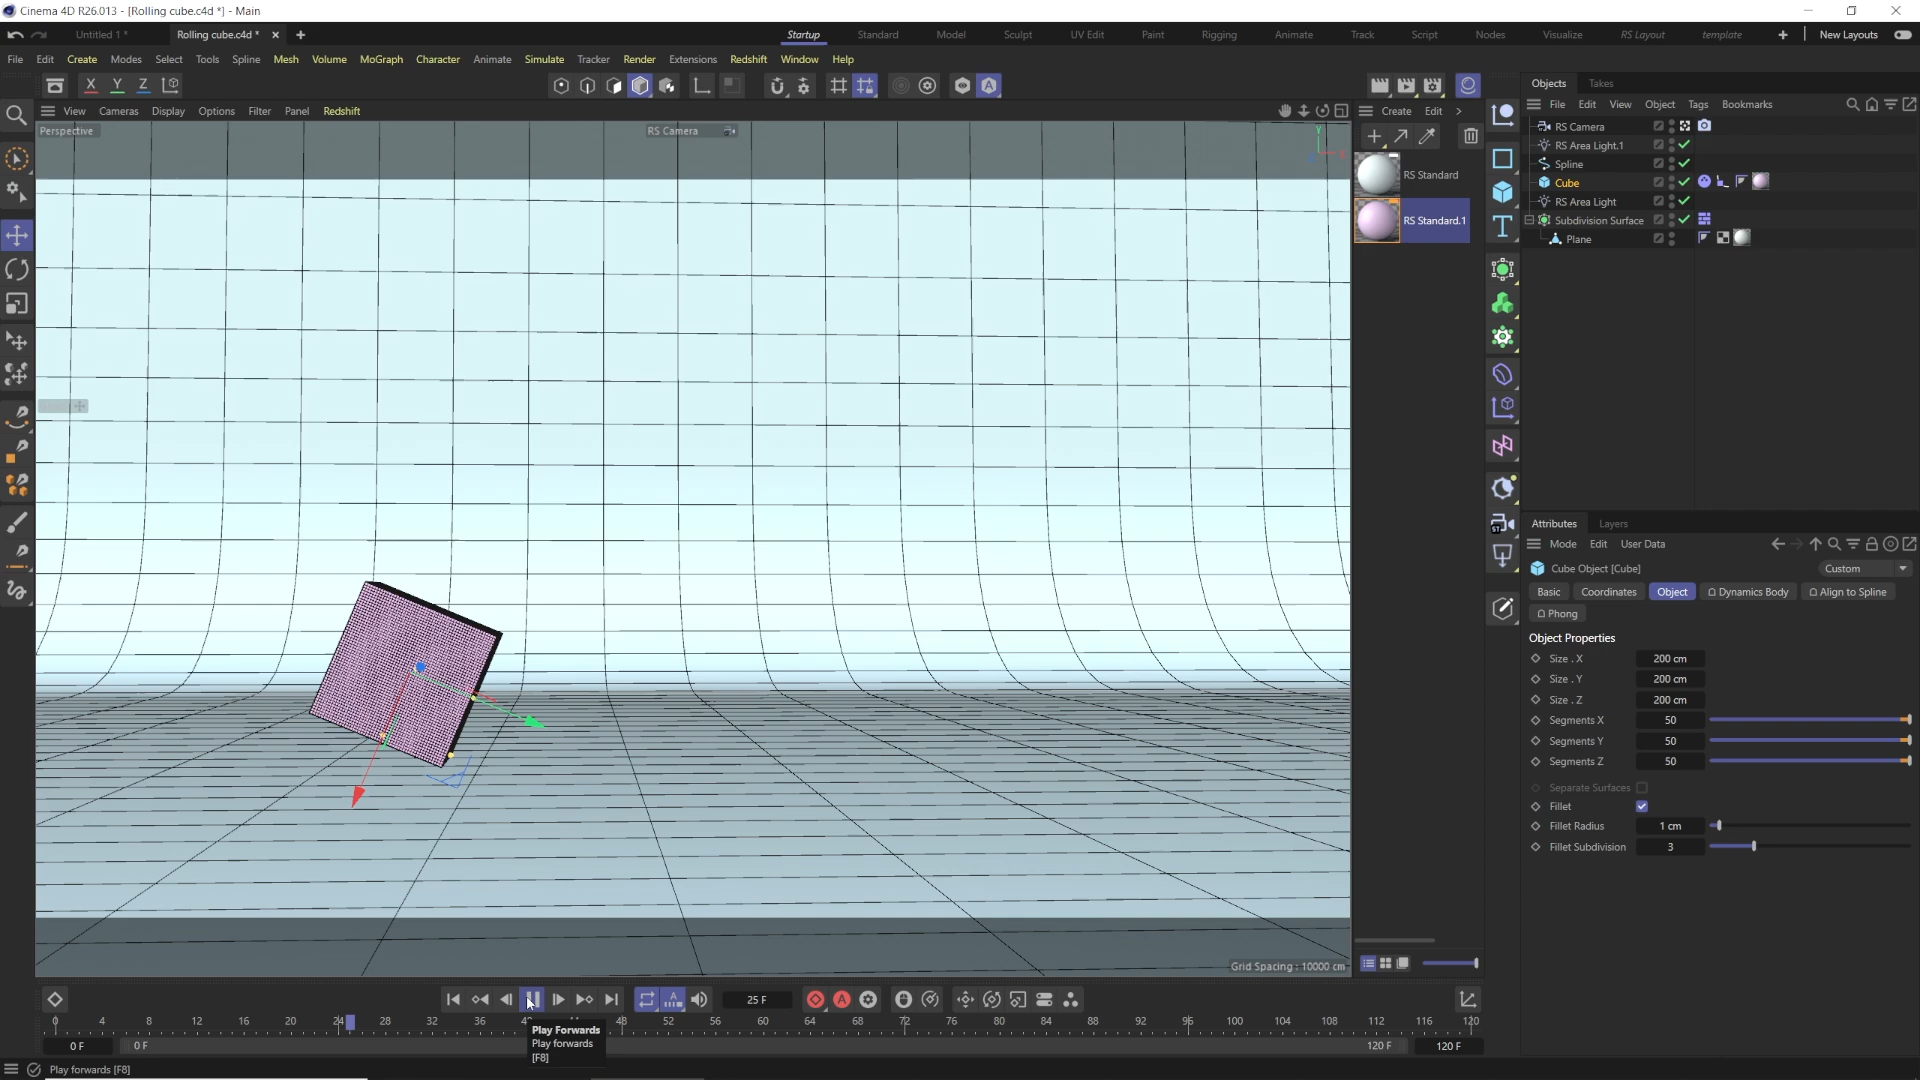 Cinema 4D R26.013 - [Rolling cube.c4d *] - Main
Untitled 1 *
Rolling cube.c4d *
Startup Standard Model Sculpt UV Edit Paint Rigging Animate Track Script Nodes Visualize RS Layout template New Layouts
File Edit Create Modes Select Tools Spline Mesh Volume MoGraph Character Animate Simulate Tracker Render Extensions Redshift Window Help
X Y Z
View Cameras Display Options Filter Panel Redshift
Perspective
RS Camera
Y
Grid Spacing : 10000 cm
Create Edit
RS Standard
RS Standard.1
Objects Takes
File Edit View Object Tags Bookmarks
RS Camera
RS Area Light.1
Spline
Cube
RS Area Light
Subdivision Surface
Plane
Attributes Layers
Mode Edit User Data
Cube Object [Cube]
Custom
Basic Coordinates Object Dynamics Body Align to Spline
Phong
Object Properties
Size . X 200 cm
Size . Y 200 cm
Size . Z 200 cm
Segments X 50
Segments Y 50
Segments Z 50
Separate Surfaces
Fillet
Fillet Radius 1 cm
Fillet Subdivision 3
25 F
0 4 8 12 16 20 24 28 32 36 48 52 56 60 64 68 72 76 80 84 88 92 96 100 104 108 112 116 120
Play Forwards
Play forwards
[F8]
0 F 0 F 120 F 120 F
Play forwards [F8]